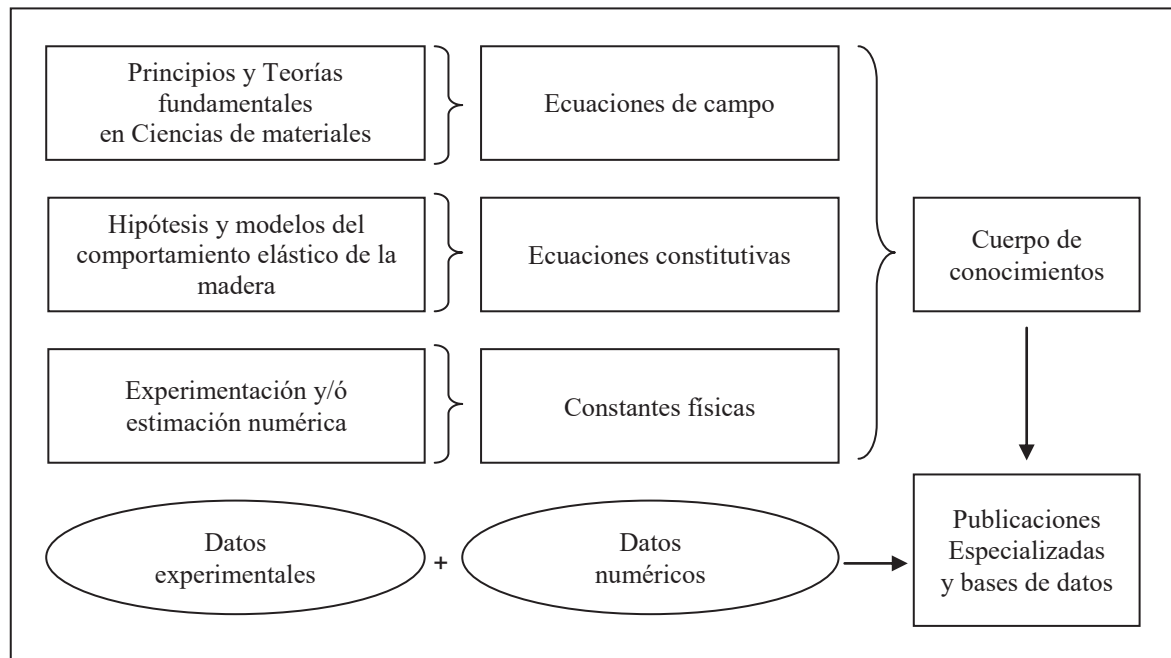 Principios y Teorías
fundamentales
en Ciencias de materiales
Ecuaciones de campo
Hipótesis y modelos del
comportamiento elástico de la
madera
Ecuaciones constitutivas
Experimentación y/ó
estimación numérica
Constantes físicas
Cuerpo de
conocimientos
Datos
experimentales
+
Datos
numéricos
Publicaciones
Especializadas
y bases de datos